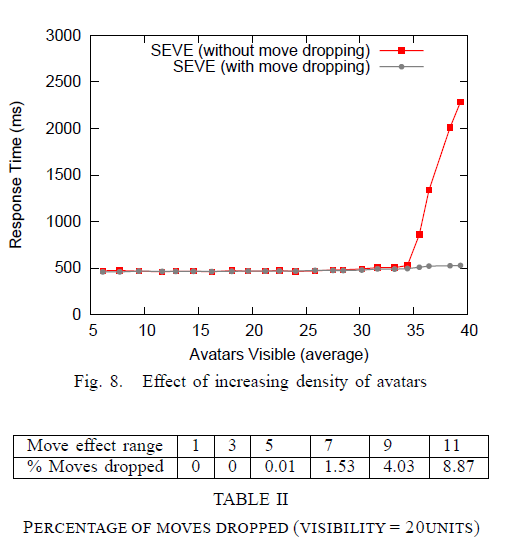 3000
2500
2000
1500
1000
500
0
Response Time (ms)
SEVE (without move dropping)
SEVE (with move dropping)
5 10 15 20 25 30 35 40
Avatars Visible (average)
Fig. 8. Effect of increasing density of avatars
Move effect range 1 3 5 7 9 11
% Moves dropped 0 0 0.01 1.53 4.03 8.87
TABLE II
PERCENTAGE OF MOVES DROPPED (VISIBILITY = 20UNITS)